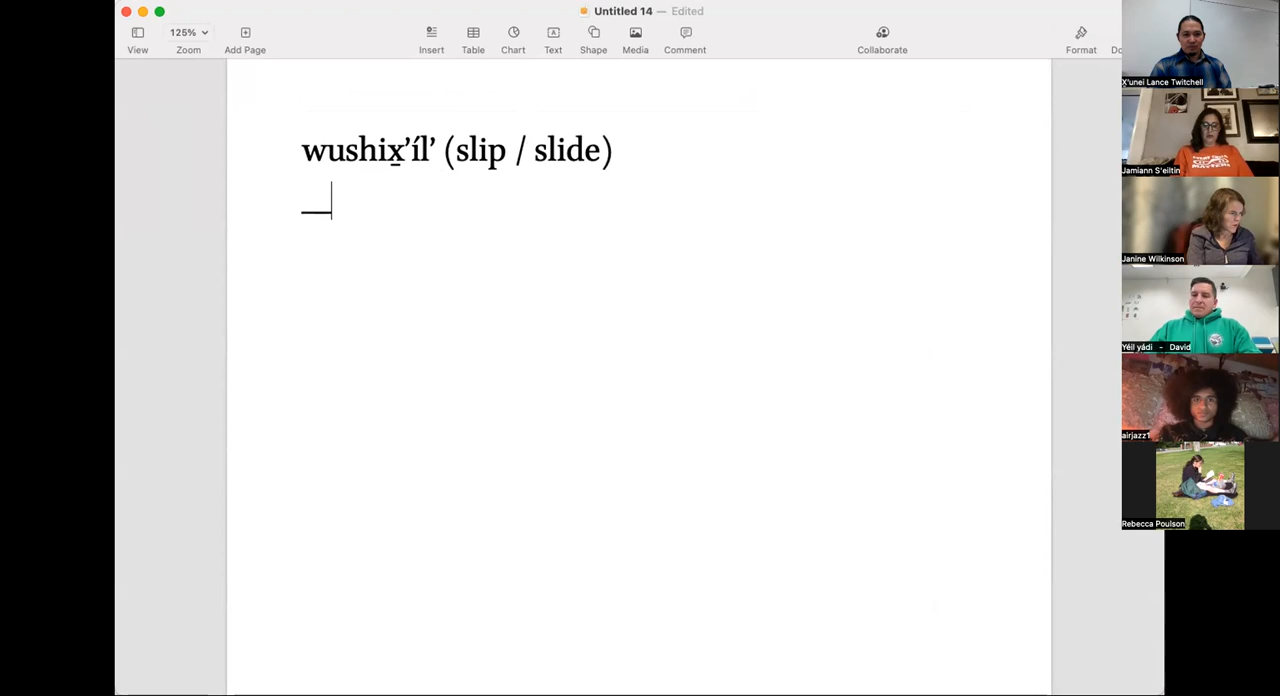 Untitled 14 — Edited
125%
View
Zoom
Add Page
Insert
Table
Chart
Text
Shape
Media
Comment
Collaborate
Format
wushix̲’íl’ (slip / slide)
X̲'unei Lance Twitchell
Jamiann S'eiltin
Janine Wilkinson
Yéil yádi - David
airjazz1
Rebecca Poulson